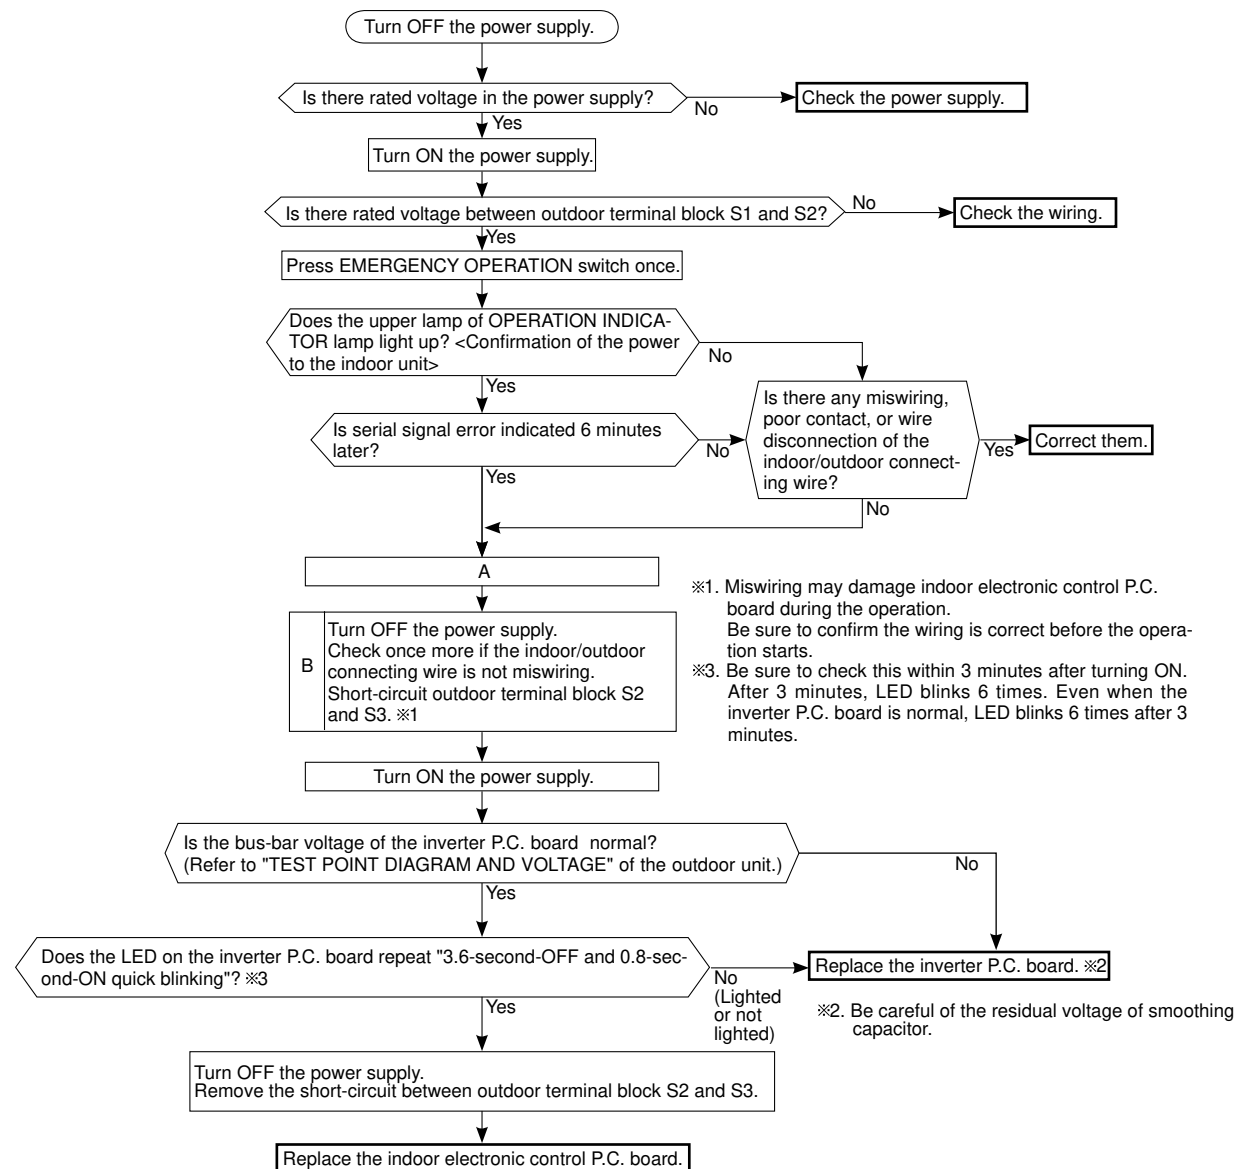 Turn OFF the power supply.
Is there rated voltage in the power supply?
No
Check the power supply.
Yes
Turn ON the power supply.
Is there rated voltage between outdoor terminal block S1 and S2?
No
Check the wiring.
Yes
Press EMERGENCY OPERATION switch once.
Does the upper lamp of OPERATION INDICA-
TOR lamp light up? <Confirmation of the power
to the indoor unit>
No
Yes
Is there any miswiring,
poor contact, or wire
disconnection of the
indoor/outdoor connect-
ing wire?
Is serial signal error indicated 6 minutes
later?
No
Yes
Correct them.
Yes
No
A
※1. Miswiring may damage indoor electronic control P.C.
board during the operation.
Be sure to confirm the wiring is correct before the opera-
tion starts.
※3. Be sure to check this within 3 minutes after turning ON.
After 3 minutes, LED blinks 6 times. Even when the
inverter P.C. board is normal, LED blinks 6 times after 3
minutes.
B
Turn OFF the power supply.
Check once more if the indoor/outdoor
connecting wire is not miswiring.
Short-circuit outdoor terminal block S2
and S3. ※1
Turn ON the power supply.
Is the bus-bar voltage of the inverter P.C. board normal?
(Refer to "TEST POINT DIAGRAM AND VOLTAGE" of the outdoor unit.)
No
Yes
Does the LED on the inverter P.C. board repeat "3.6-second-OFF and 0.8-sec-
ond-ON quick blinking"? ※3
No
(Lighted
or not
lighted)
Replace the inverter P.C. board. ※2
Yes
※2. Be careful of the residual voltage of smoothing
capacitor.
Turn OFF the power supply.
Remove the short-circuit between outdoor terminal block S2 and S3.
Replace the indoor electronic control P.C. board.